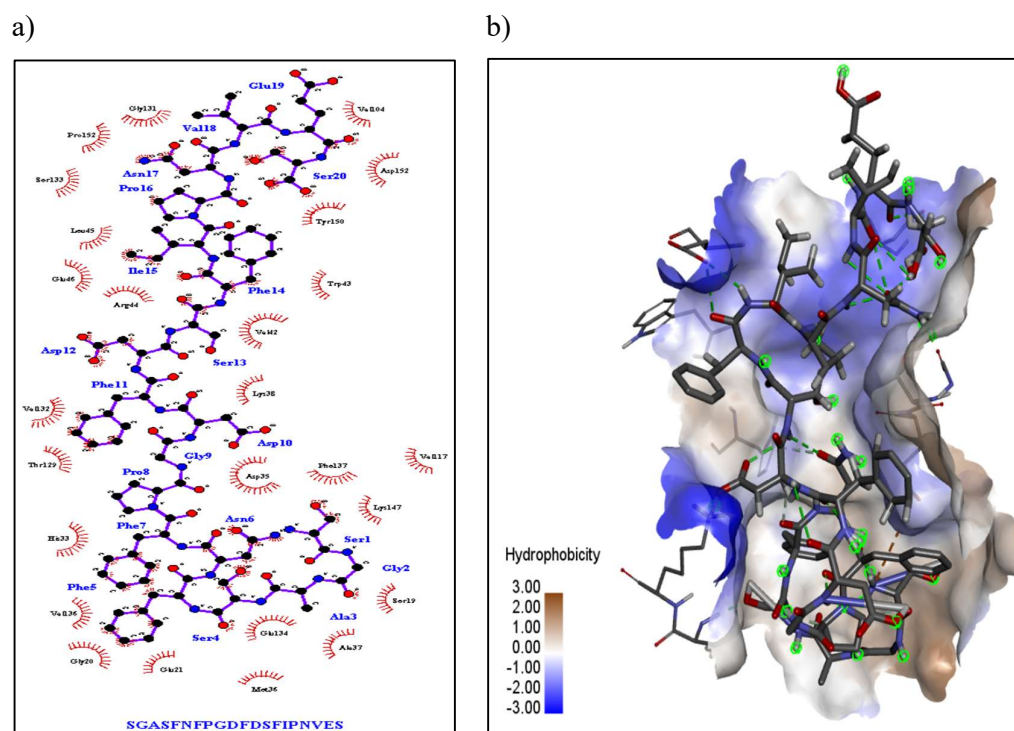 a)
b)
Glu19
Gly131
Val104
Val18
Pro152
Asn17
Ser20
Asp152
Pro16
Ser133
Tyr150
Leu45
Ile15
Glu46
Phe14
Trp43
Arg44
Val42
Asp12
Ser13
Phe11
Lys38
Val132
Asp10
Gly9
Val17
Thr129
Phe137
Pro8
Asp35
Lys147
Asn6
Phe7
Ser1
His33
Gly2
Phe5
Ser19
Val136
Ala3
Glu134
Ser4
Ala37
Gly20
Glu21
Met36
SGASFNFPGDFDSFIPNVES
Hydrophobicity
3.00
2.00
1.00
0.00
-1.00
-2.00
-3.00